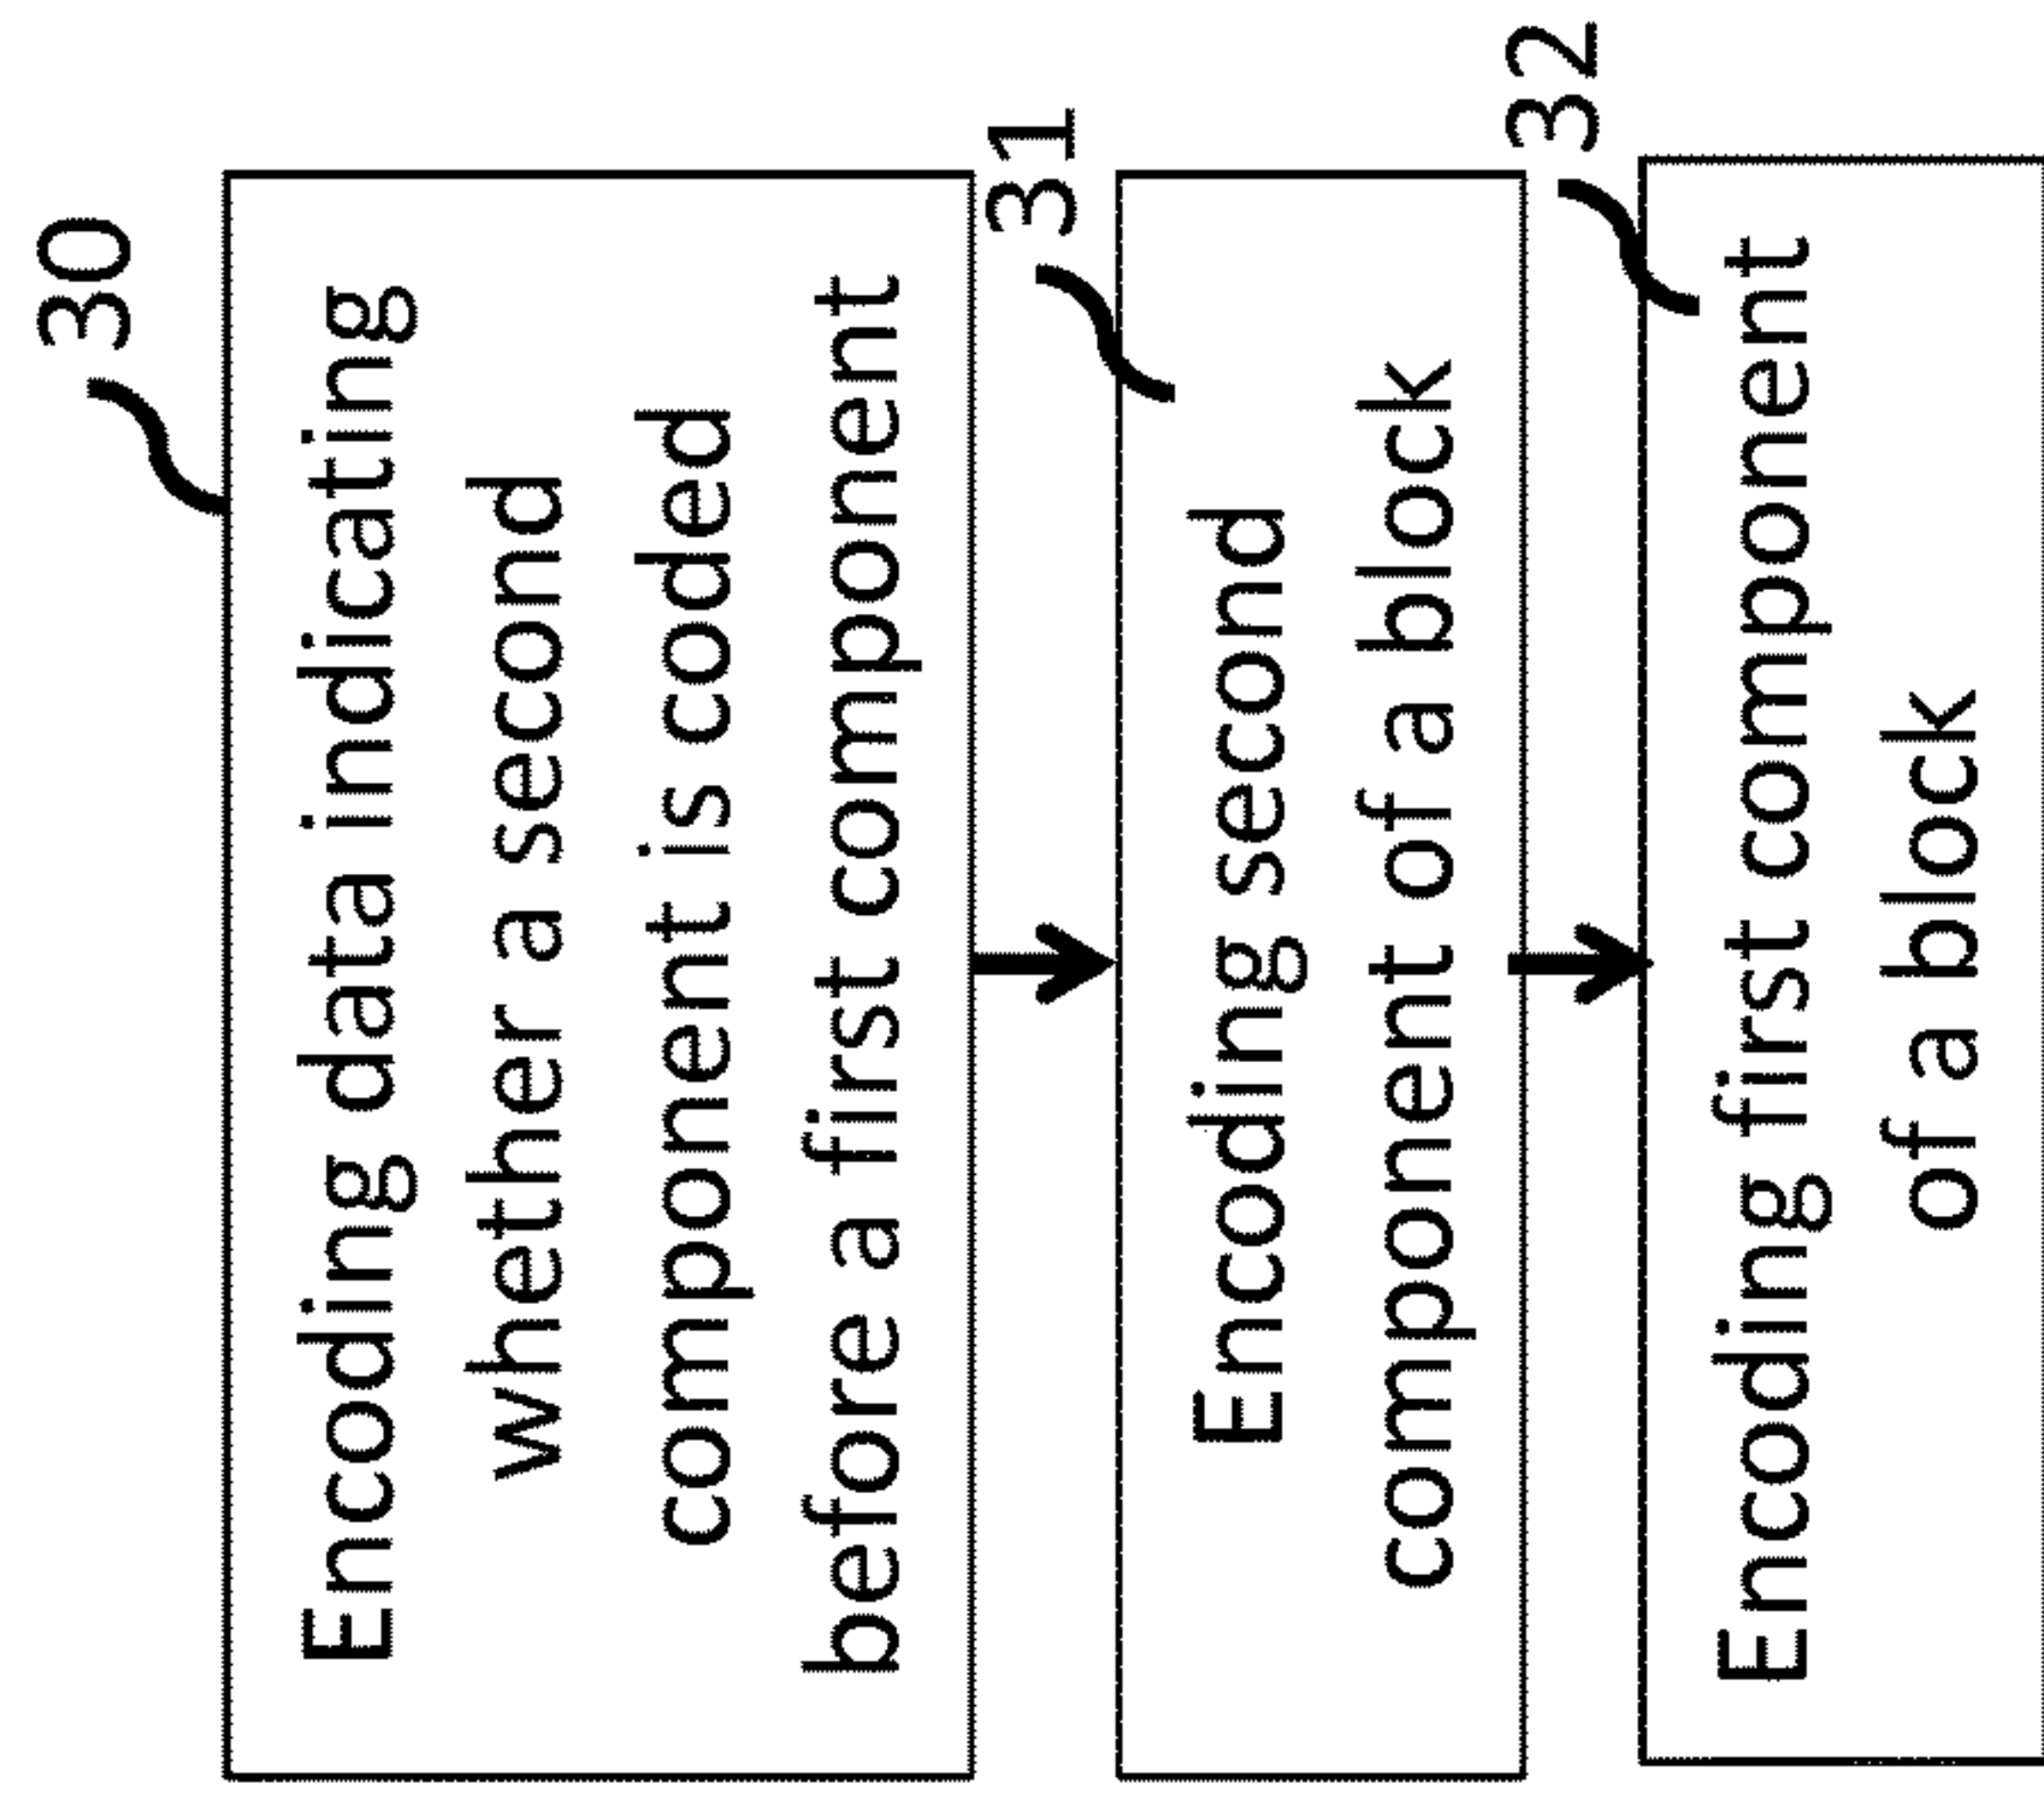 30
Encoding data indicating
whether a second
component is coded
before a first component
31
Encoding second
component of a block
32
Encoding first component
of a block